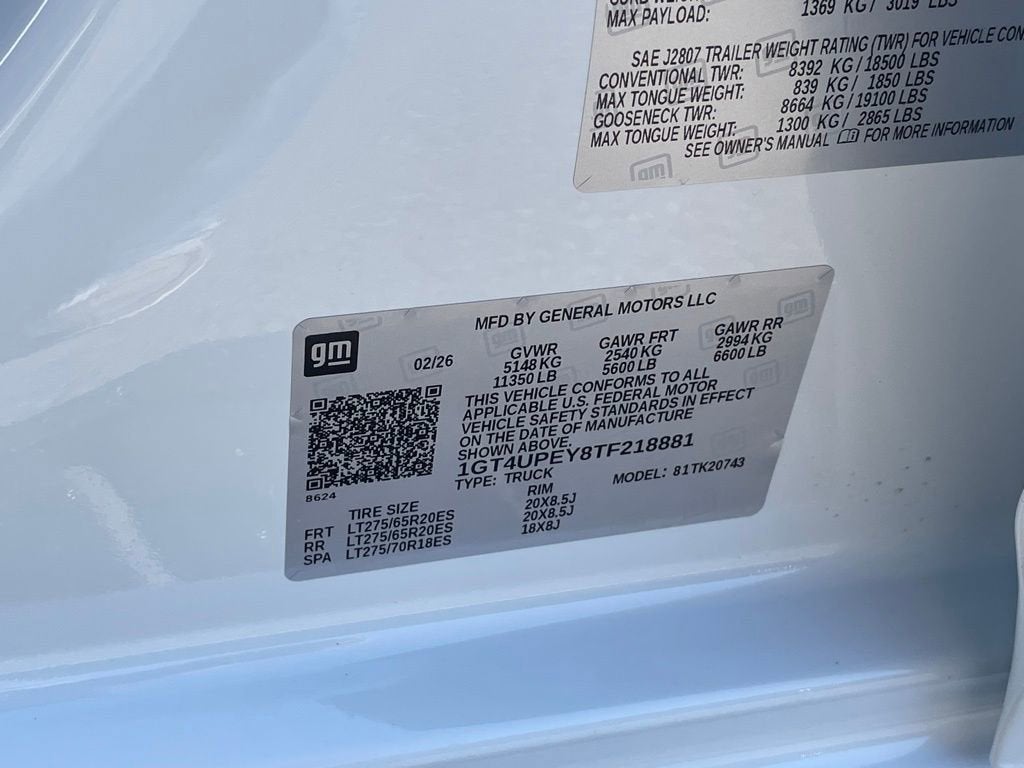 MAX PAYLOAD: 1369 KG / 3019 LBS
SAE J2807 TRAILER WEIGHT RATING (TWR) FOR VEHICLE CON
CONVENTIONAL TWR: 8392 KG / 18500 LBS
MAX TONGUE WEIGHT: 839 KG / 1850 LBS
GOOSENECK TWR: 8664 KG / 19100 LBS
MAX TONGUE WEIGHT: 1300 KG / 2865 LBS
SEE OWNER'S MANUAL FOR MORE INFORMATION
gm
MFD BY GENERAL MOTORS LLC
02/26
GVWR GAWR FRT GAWR RR
5148 KG 2540 KG 2994 KG
11350 LB 5600 LB 6600 LB
THIS VEHICLE CONFORMS TO ALL
APPLICABLE U.S. FEDERAL MOTOR
VEHICLE SAFETY STANDARDS IN EFFECT
ON THE DATE OF MANUFACTURE
SHOWN ABOVE.
1GT4UPEY8TF218881
TYPE: TRUCK MODEL: 81TK20743
8624
TIRE SIZE RIM
FRT LT275/65R20ES 20X8.5J
RR LT275/65R20ES 20X8.5J
SPA LT275/70R18ES 18X8J